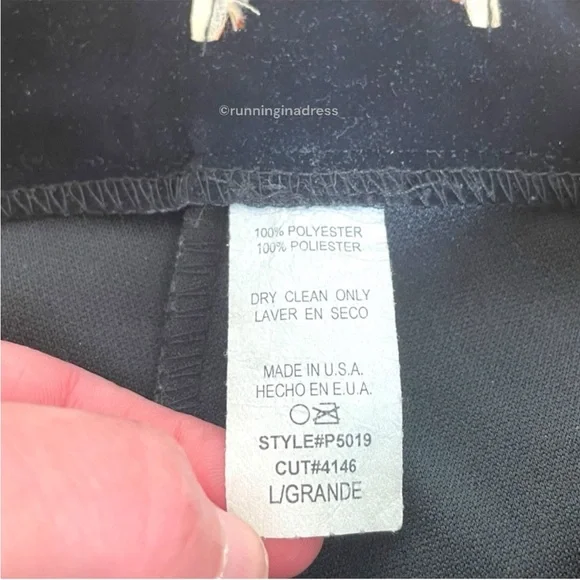 ©runninginadress
100% POLYESTER
100% POLIESTER
DRY CLEAN ONLY
LAVER EN SECO
MADE IN U.S.A.
HECHO EN E.U.A.
STYLE#P5019
CUT#4146
L/GRANDE